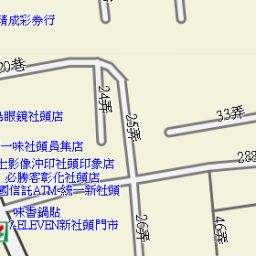 精成彩券行
20巷
24弄
25弄
33弄
眼鏡社頭店
一味社頭員集店
士影像沖印社頭印象店
必勝客彰化社頭店
國信託ATM-統一新社頭
288
味香鍋貼
7-ELEVEN新社頭門市
26弄
46弄